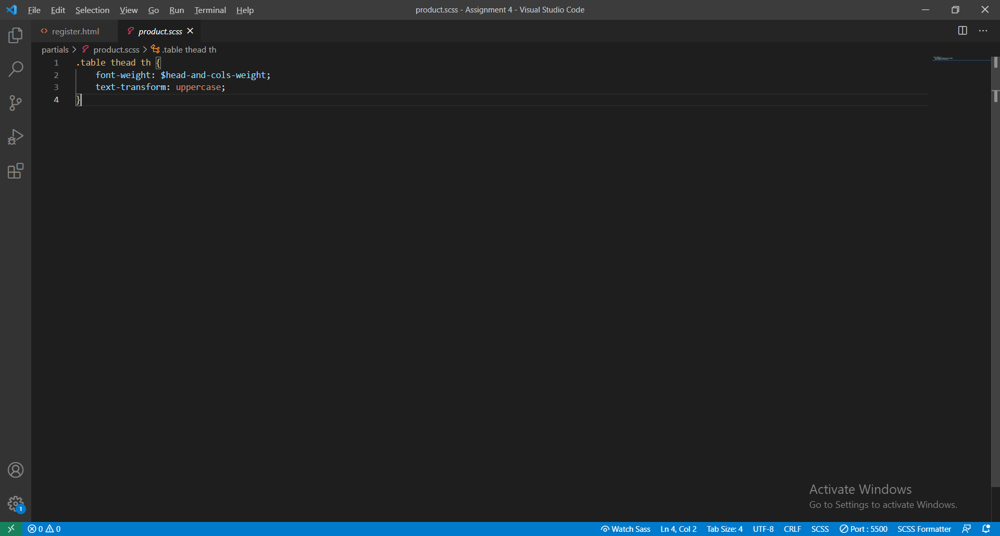 File Edit Selection View Go Run Terminal Help
product.scss - Assignment 4 - Visual Studio Code
register.html
product.scss
partials > product.scss > .table thead th
1 .table thead th {
2 font-weight: $head-and-cols-weight;
3 text-transform: uppercase;
4 }
Activate Windows
Go to Settings to activate Windows.
1
0 0
Watch Sass Ln 4, Col 2 Tab Size: 4 UTF-8 CRLF SCSS Port : 5500 SCSS Formatter